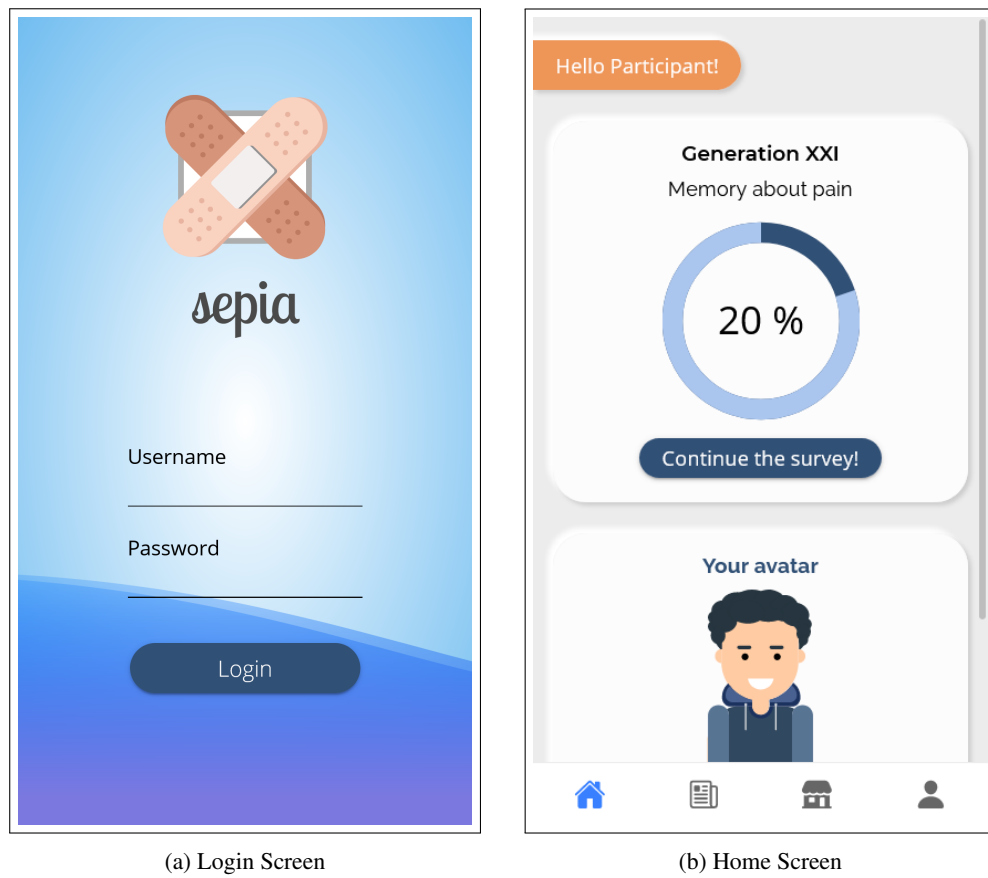 sepia
Username
Password
Login
(a) Login Screen
Hello Participant!
Generation XXI
Memory about pain
20 %
Continue the survey!
Your avatar
(b) Home Screen